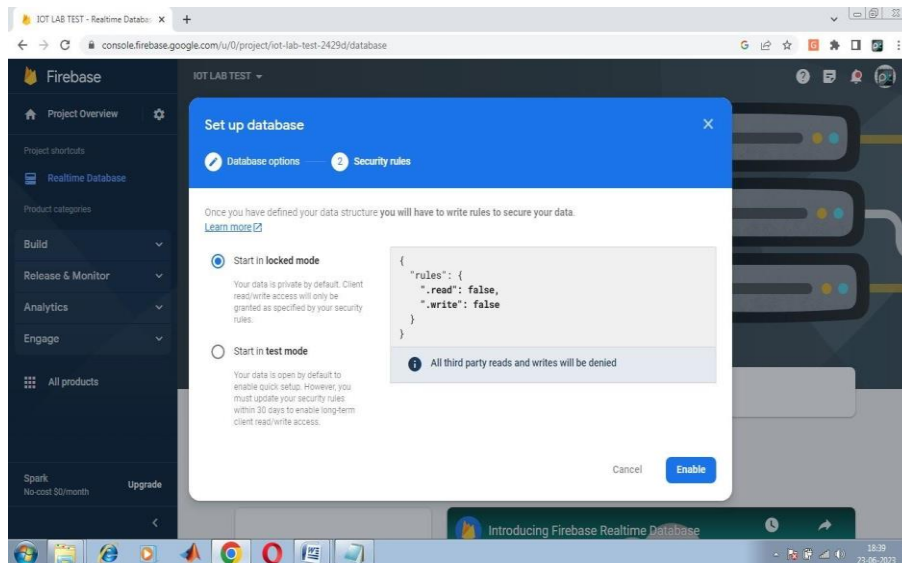 IOT LAB TEST - Realtime Databa
console.firebase.google.com/u/0/project/iot-lab-test-2429d/database
Firebase
IOT LAB TEST
Project Overview
Project shortcuts
Realtime Database
Product categories
Build
Release & Monitor
Analytics
Engage
All products
Spark
No-cost $0/month
Upgrade
Set up database
Database options
2 Security rules
Once you have defined your data structure you will have to write rules to secure your data.
Learn more
Start in locked mode
Your data is private by default. Client
read/write access will only be
granted as specified by your security
rules.
Start in test mode
Your data is open by default to
enable quick setup. However, you
must update your security rules
within 30 days to enable long-term
client read/write access.
{
"rules": {
".read": false,
".write": false
}
}
All third party reads and writes will be denied
Cancel
Enable
Introducing Firebase Realtime Database
18:39
23-06-2023